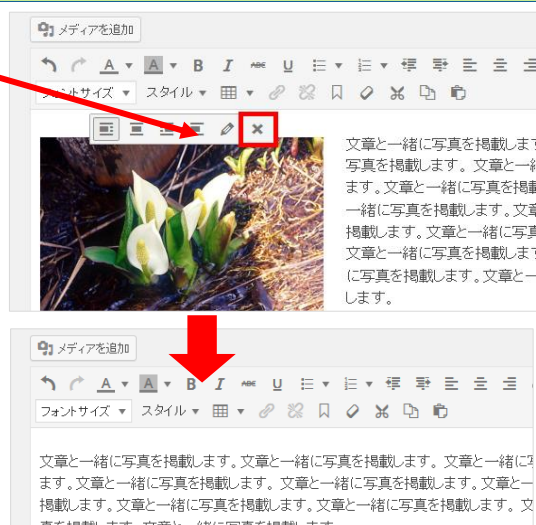 メディアを追加
A A B I ABE U
フォントサイズ スタイル
文章と一緒に写真を掲載します
写真を掲載します。文章と一緒
ます。文章と一緒に写真を掲載
一緒に写真を掲載します。文章
掲載します。文章と一緒に写真
文章と一緒に写真を掲載します
に写真を掲載します。文章と一
します。
メディアを追加
A A B I ABE U
フォントサイズ スタイル
文章と一緒に写真を掲載します。文章と一緒に写真を掲載します。文章と一緒に写
ます。文章と一緒に写真を掲載します。文章と一緒に写真を掲載します。文章と一
掲載します。文章と一緒に写真を掲載します。文章と一緒に写真を掲載します。文